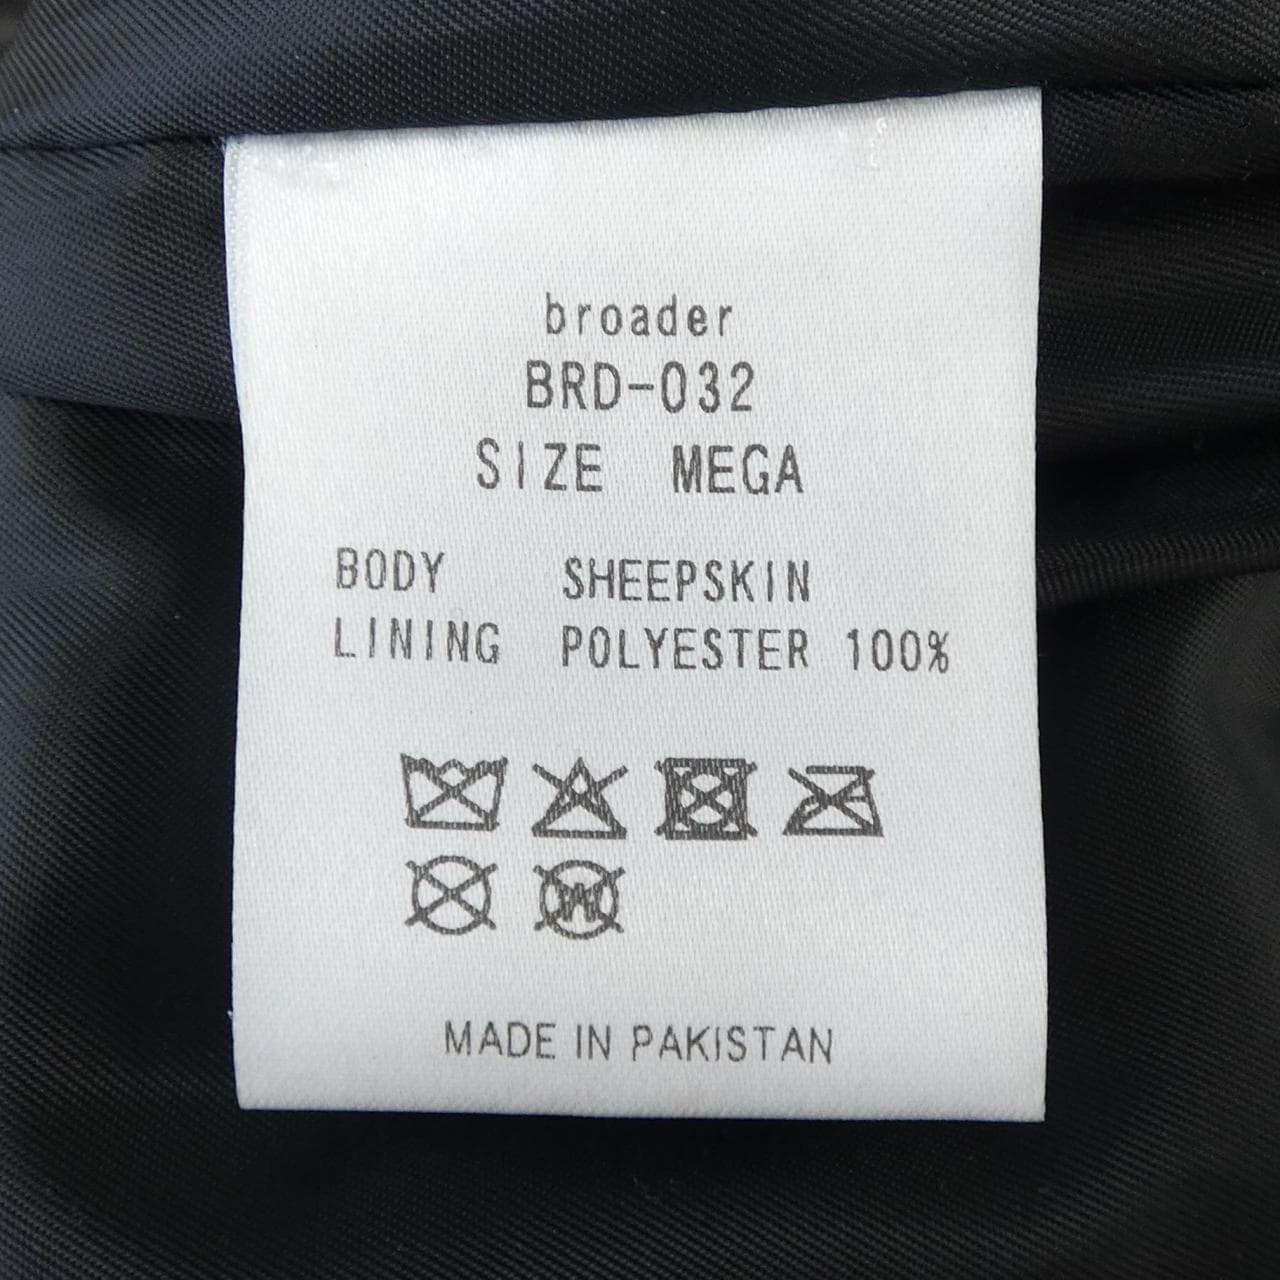 broader
BRD-032
SIZE MEGA
BODY SHEEPSKIN
LINING POLYESTER 100%
W
MADE IN PAKISTAN